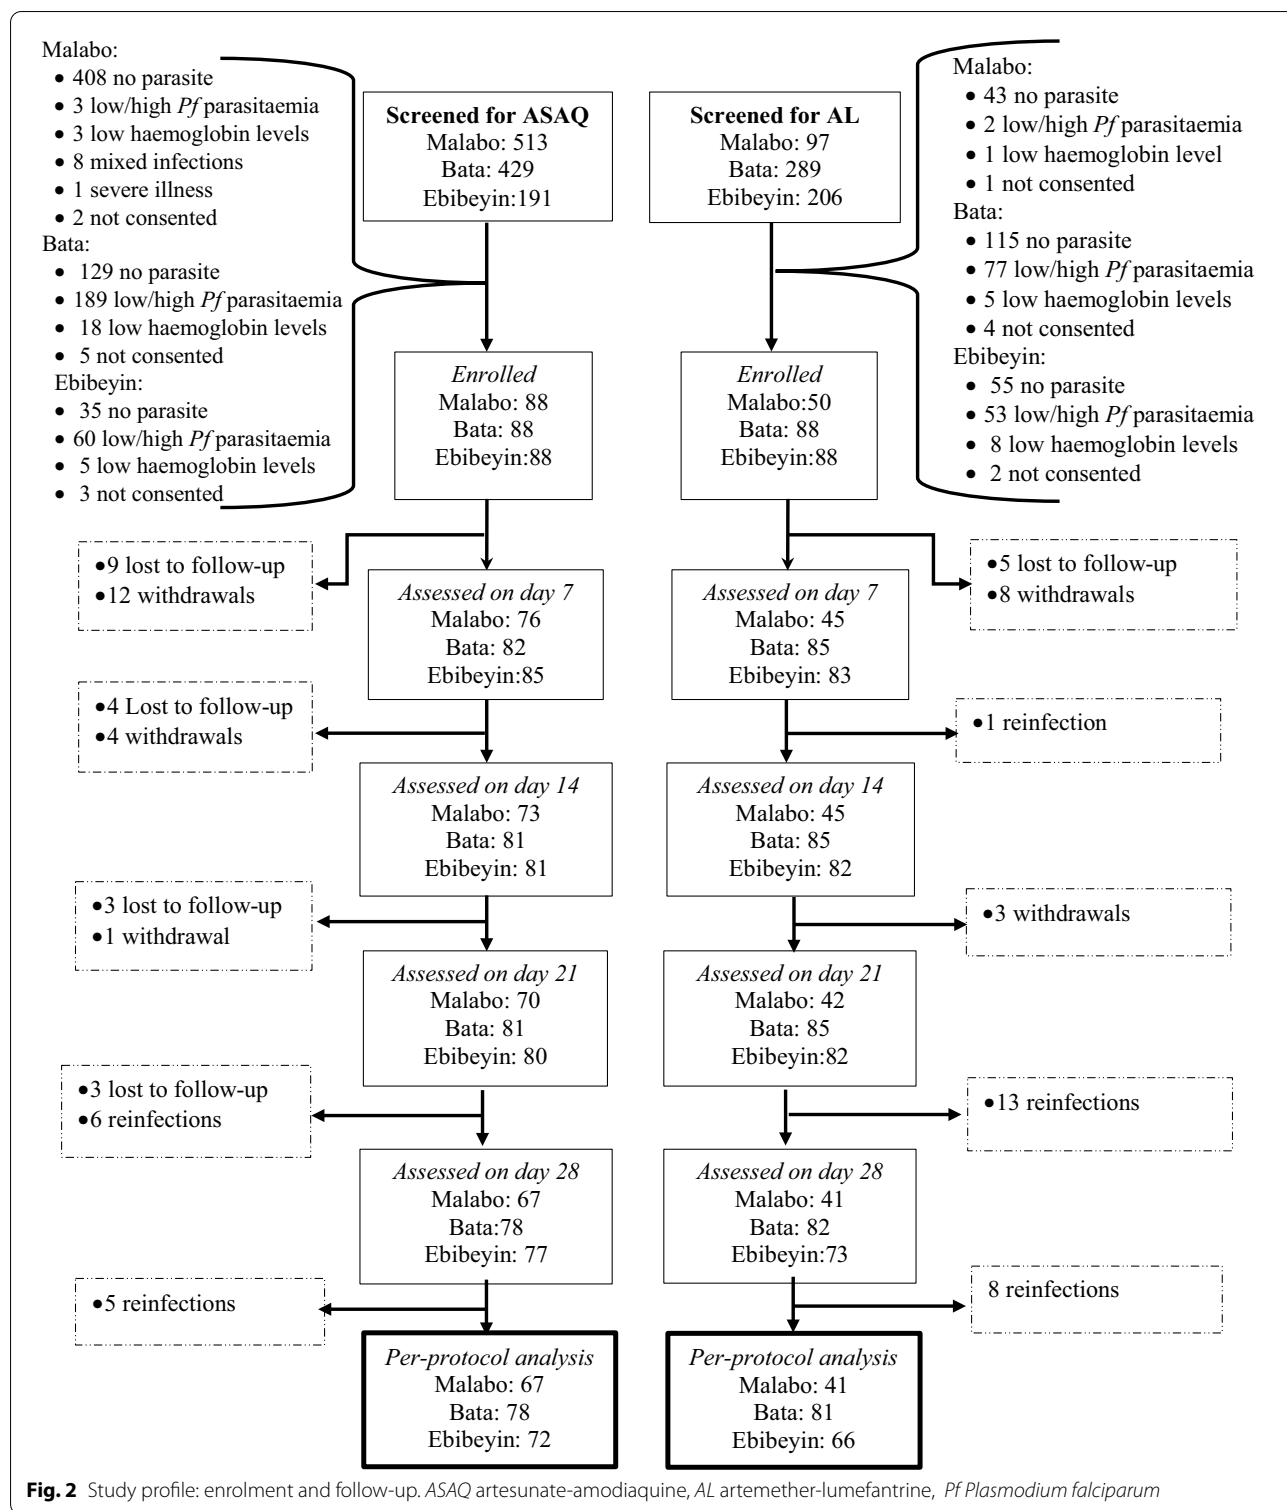 Malabo:
• 408 no parasite
• 3 low/high Pf parasitaemia
• 3 low haemoglobin levels
• 8 mixed infections
• 1 severe illness
• 2 not consented
Bata:
• 129 no parasite
• 189 low/high Pf parasitaemia
• 18 low haemoglobin levels
• 5 not consented
Ebibeyin:
• 35 no parasite
• 60 low/high Pf parasitaemia
• 5 low haemoglobin levels
• 3 not consented
Screened for ASAQ
Malabo: 513
Bata: 429
Ebibeyin:191
Screened for AL
Malabo: 97
Bata: 289
Ebibeyin: 206
Malabo:
• 43 no parasite
• 2 low/high Pf parasitaemia
• 1 low haemoglobin level
• 1 not consented
Bata:
• 115 no parasite
• 77 low/high Pf parasitaemia
• 5 low haemoglobin levels
• 4 not consented
Ebibeyin:
• 55 no parasite
• 53 low/high Pf parasitaemia
• 8 low haemoglobin levels
• 2 not consented
Enrolled
Malabo: 88
Bata: 88
Ebibeyin:88
Enrolled
Malabo:50
Bata: 88
Ebibeyin:88
•9 lost to follow-up
•12 withdrawals
•5 lost to follow-up
•8 withdrawals
Assessed on day 7
Malabo: 76
Bata: 82
Ebibeyin:85
Assessed on day 7
Malabo: 45
Bata: 85
Ebibeyin: 83
•4 Lost to follow-up
•4 withdrawals
•1 reinfection
Assessed on day 14
Malabo: 73
Bata: 81
Ebibeyin: 81
Assessed on day 14
Malabo: 45
Bata: 85
Ebibeyin: 82
•3 lost to follow-up
•1 withdrawal
•3 withdrawals
Assessed on day 21
Malabo: 70
Bata: 81
Ebibeyin: 80
Assessed on day 21
Malabo: 42
Bata: 85
Ebibeyin:82
•3 lost to follow-up
•6 reinfections
•13 reinfections
Assessed on day 28
Malabo: 67
Bata:78
Ebibeyin: 77
Assessed on day 28
Malabo: 41
Bata: 82
Ebibeyin:73
•5 reinfections
8 reinfections
Per-protocol analysis
Malabo: 67
Bata: 78
Ebibeyin: 72
Per-protocol analysis
Malabo: 41
Bata: 81
Ebibeyin: 66
Fig. 2 Study profile: enrolment and follow-up. ASAQ artesunate-amodiaquine, AL artemether-lumefantrine, Pf Plasmodium falciparum